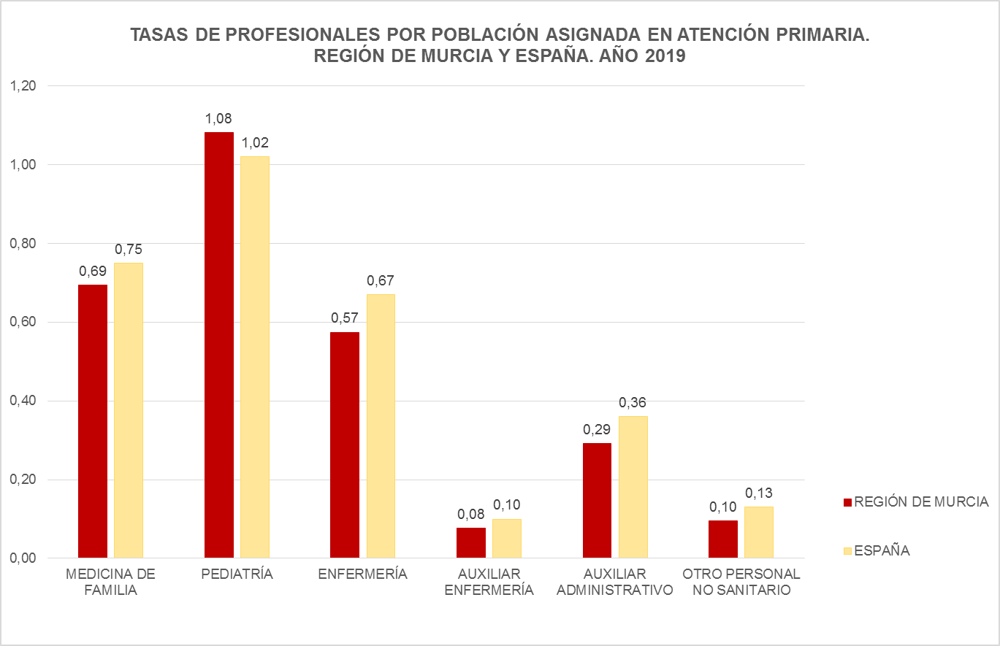 TASAS DE PROFESIONALES POR POBLACIÓN ASIGNADA EN ATENCIÓN PRIMARIA.
REGIÓN DE MURCIA Y ESPAÑA. AÑO 2019
1,20
1,00
0,80
0,60
0,40
0,20
0,00
0,69
0,75
1,08
1,02
0,57
0,67
0,08
0,10
0,29
0,36
0,10
0,13
MEDICINA DE
FAMILIA
PEDIATRÍA
ENFERMERÍA
AUXILIAR
ENFERMERÍA
AUXILIAR
ADMINISTRATIVO
OTRO PERSONAL
NO SANITARIO
REGIÓN DE MURCIA
ESPAÑA